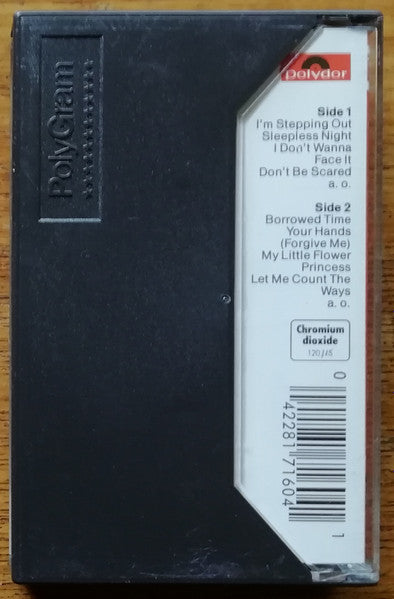 PolyGram
Polydor
Side 1
I'm Stepping Out
Sleepless Night
I Don't Wanna
Face It
Don't Be Scared
a. o.
Side 2
Borrowed Time
Your Hands
(Forgive Me)
My Little Flower
Princess
Let Me Count The
Ways
a. o.
Chromium
dioxide
120 µS
0 42281 71604 1